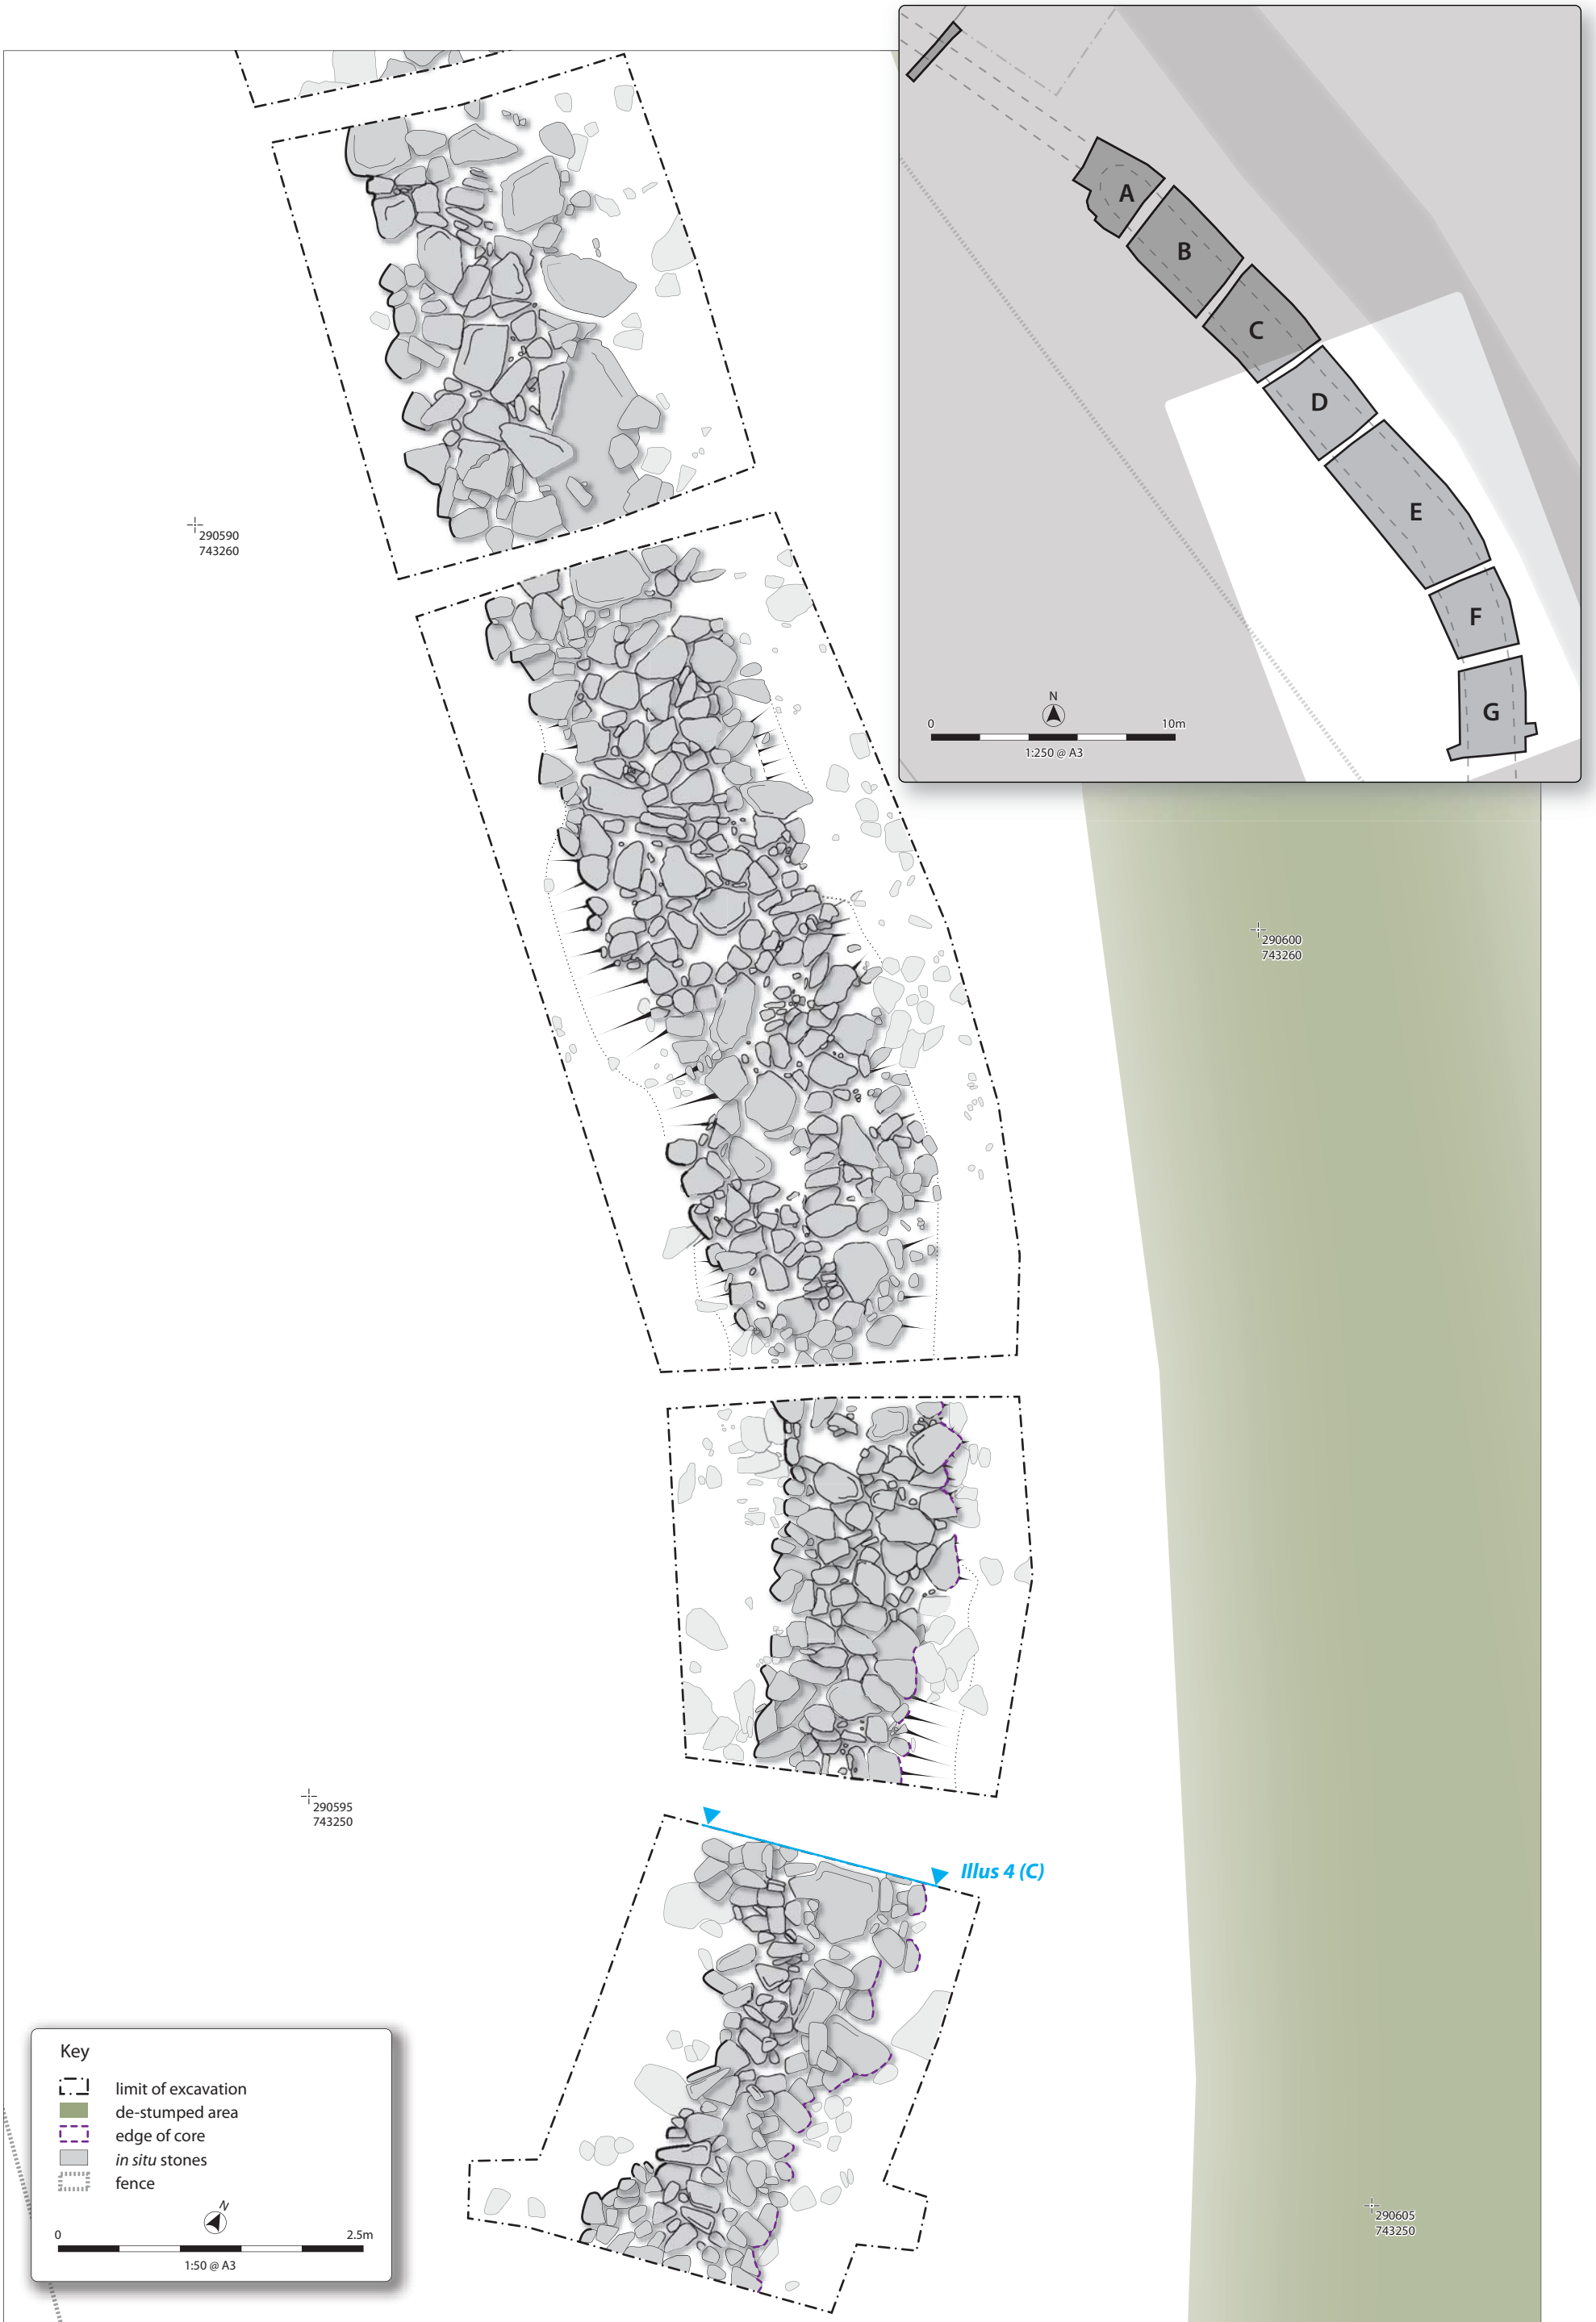 A
B
C
D
E
F
G
N
0 10m
1:250 @ A3
290590
743260
290600
743260
290595
743250
Illus 4 (C)
290605
743250
Key
limit of excavation
de-stumped area
edge of core
in situ stones
fence
N
0 2.5m
1:50 @ A3